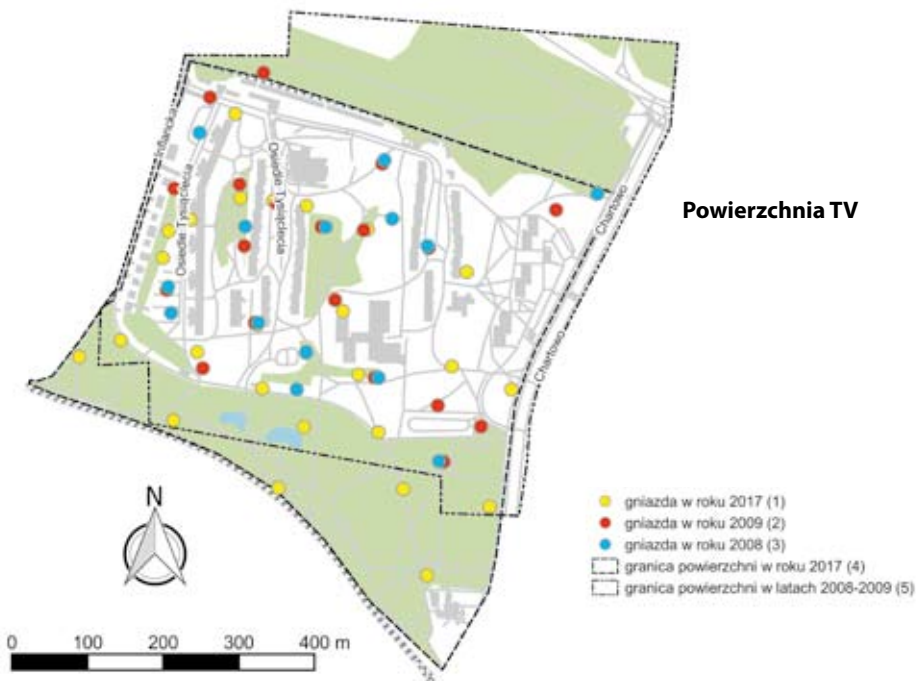 Inflancka
Osiedle Tysiąclecia
Osiedle Tysiąclecia
Chartowo
Chartowo
Powierzchnia TV
N
gniazda w roku 2017 (1)
gniazda w roku 2009 (2)
gniazda w roku 2008 (3)
granica powierzchni w roku 2017 (4)
granica powierzchni w latach 2008-2009 (5)
0 100 200 300 400 m